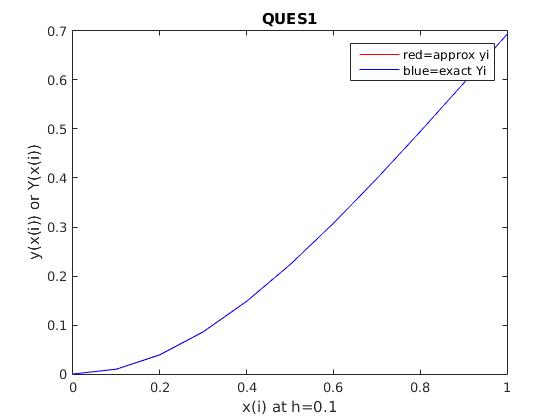 QUES1
red=approx yi
blue=exact Yi
y(x(i)) or Y(x(i))
0.7
0.6
0.5
0.4
0.3
0.2
0.1
0
0 0.2 0.4 0.6 0.8 1
x(i) at h=0.1